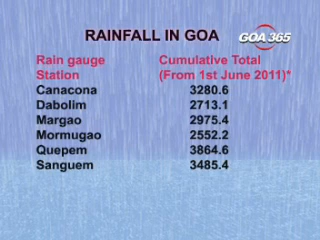 RAINFALL IN GOA
GOA 365
Rain gauge Cumulative Total
Station (From 1st June 2011)*
Canacona 3280.6
Dabolim 2713.1
Margao 2975.4
Mormugao 2552.2
Quepem 3864.6
Sanguem 3485.4